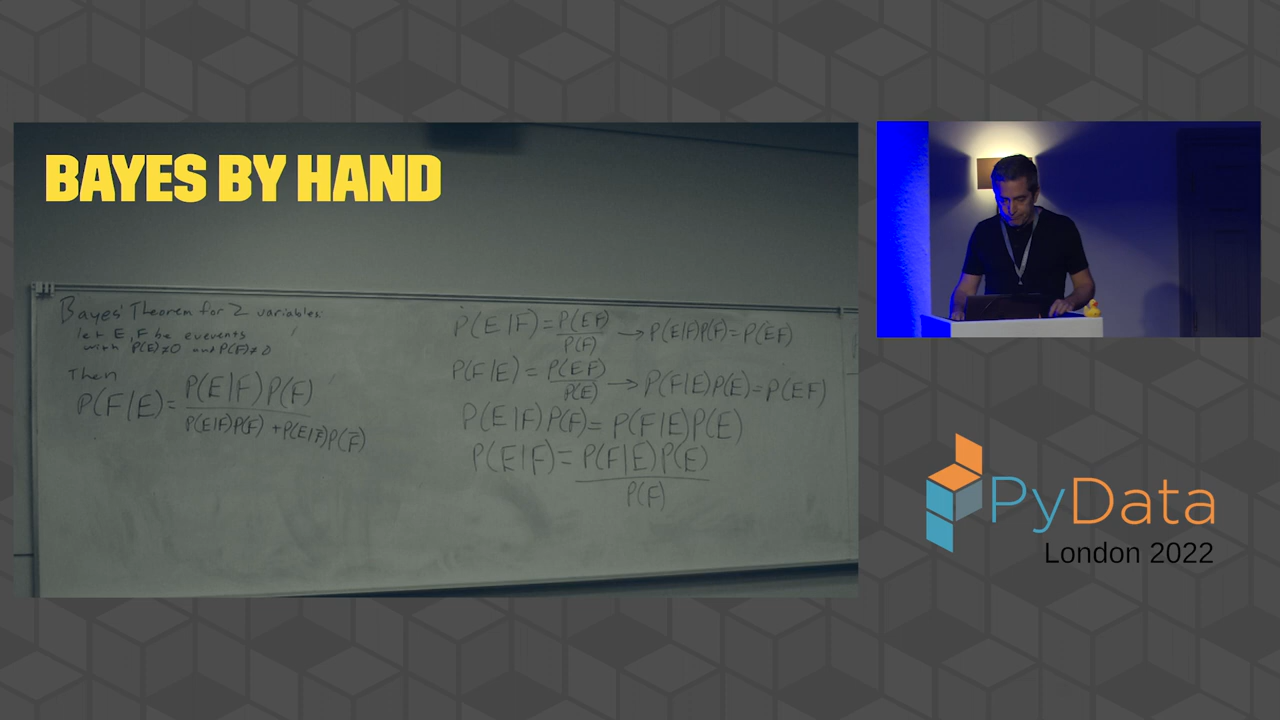 BAYES BY HAND
Bayes' Theorem for 2 variables:
let E, F be evevents
with P(E)≠0 and P(F)≠0
Then
P(F|E)= P(E|F)P(F)
P(E|F)P(F)+P(E|F̅)P(F̅)
P(E|F)= P(EF) → P(E|F)P(F)=P(EF)
P(F)
P(F|E)= P(EF) → P(F|E)P(E)=P(EF)
P(E)
P(E|F)P(F)= P(F|E)P(E)
P(E|F)= P(F|E)P(E)
P(F)
PyData
London 2022